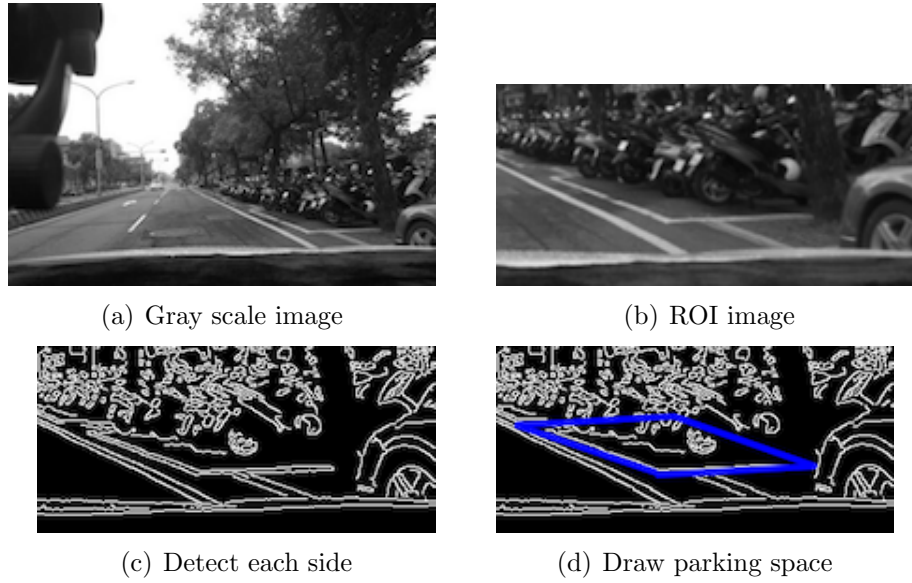 (a) Gray scale image
(b) ROI image
(c) Detect each side
(d) Draw parking space